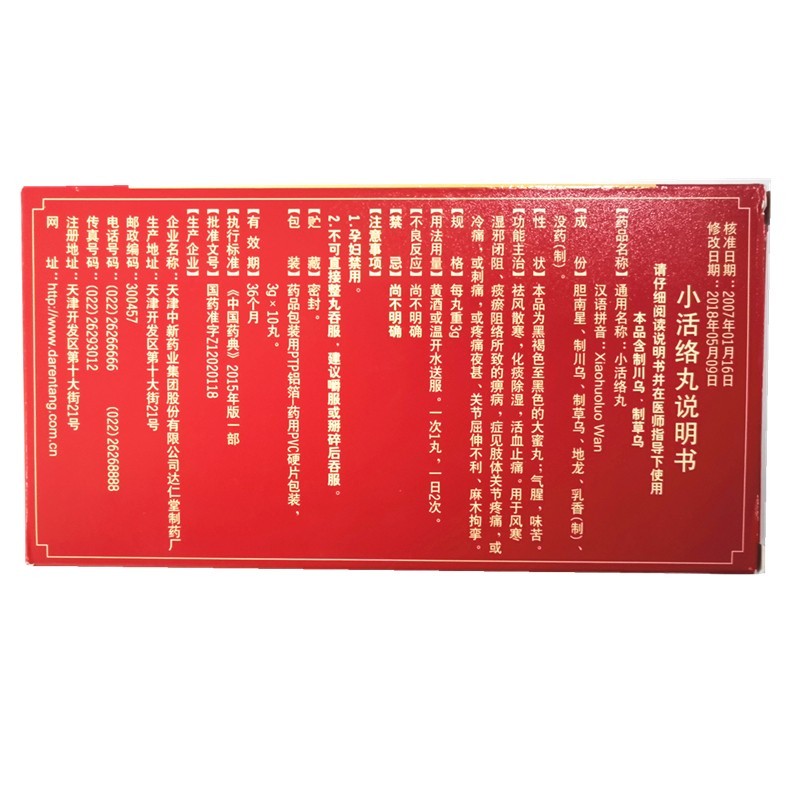 核准日期：2007年01月16日
修改日期：2018年05月09日
小活络丸说明书
请仔细阅读说明书并在医师指导下使用
本品含制川乌、制草乌
【药品名称】通用名称：小活络丸
汉语拼音：Xiaohuoluo Wan
【成　份】胆南星、制川乌、制草乌、地龙、乳香(制)、
没药(制)。
【性　状】本品为黑褐色至黑色的大蜜丸；气腥，味苦。
【功能主治】祛风散寒，化痰除湿，活血止痛。用于风寒
湿邪闭阻、痰瘀阻络所致的痹病，症见肢体关节疼痛，或
冷痛，或刺痛，或疼痛夜甚、关节屈伸不利、麻木拘挛。
【规　格】每丸重3g
【用法用量】黄酒或温开水送服。一次1丸，一日2次。
【不良反应】尚不明确
【禁　忌】尚不明确
【注意事项】
1.孕妇禁用。
2.不可直接整丸吞服，建议嚼服或掰碎后吞服。
【贮　藏】密封。
【包　装】药品包装用PTP铝箔-药用PVC硬片包装，
3g×10丸。
【有 效 期】36个月
【执行标准】《中国药典》2015年版一部
【批准文号】国药准字Z12020118
【生产企业】
企业名称：天津中新药业集团股份有限公司达仁堂制药厂
生产地址：天津开发区第十大街21号
邮政编码：300457
电话号码：(022) 26266666　(022) 26268888
传真号码：(022) 26293012
注册地址：天津开发区第十大街21号
网　　址：http://www.darentang.com.cn